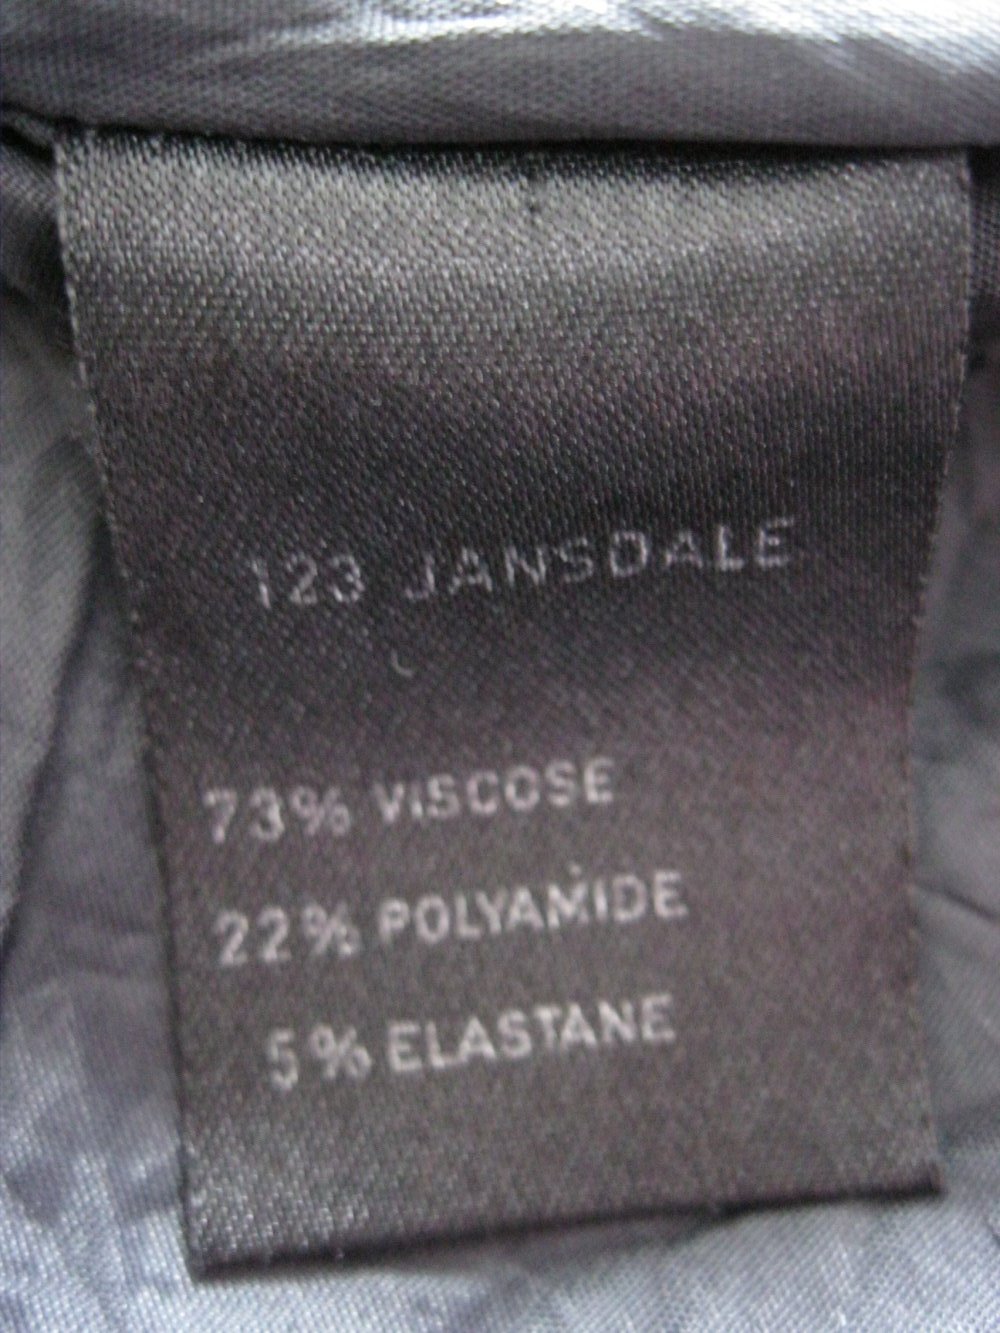 123 JANSDALE
73% VISCOSE
22% POLYAMIDE
5% ELASTANE